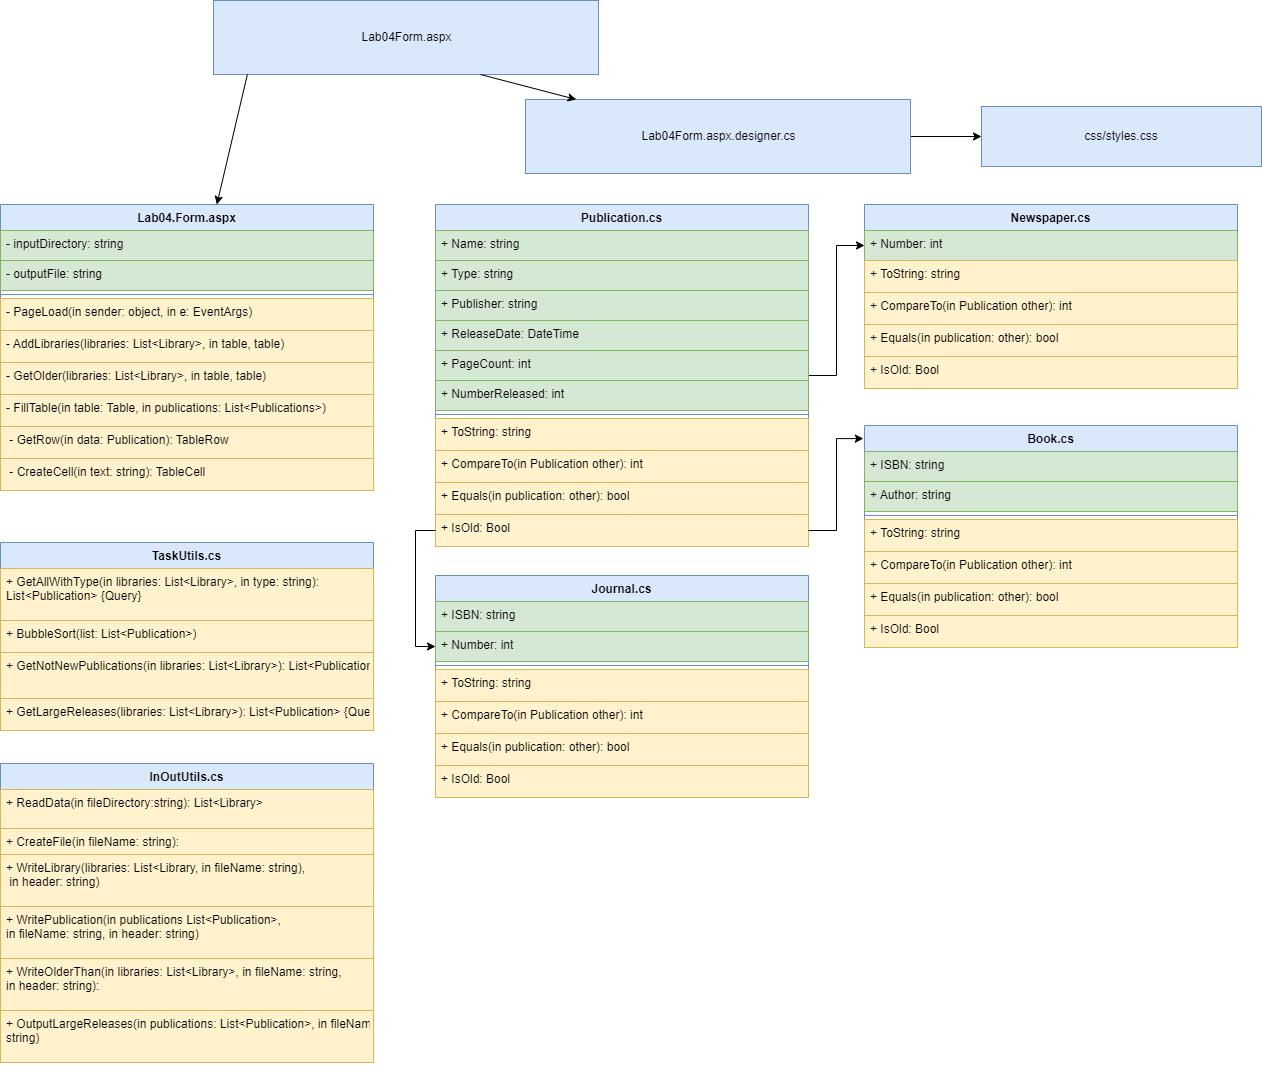 Lab04Form.aspx
Lab04Form.aspx.designer.cs
css/styles.css
Lab04.Form.aspx
- inputDirectory: string
- outputFile: string
- PageLoad(in sender: object, in e: EventArgs)
- AddLibraries(libraries: List<Library>, in table, table)
- GetOlder(libraries: List<Library>, in table, table)
- FillTable(in table: Table, in publications: List<Publications>)
- GetRow(in data: Publication): TableRow
- CreateCell(in text: string): TableCell
Publication.cs
+ Name: string
+ Type: string
+ Publisher: string
+ ReleaseDate: DateTime
+ PageCount: int
+ NumberReleased: int
+ ToString: string
+ CompareTo(in Publication other): int
+ Equals(in publication: other): bool
+ IsOld: Bool
Newspaper.cs
+ Number: int
+ ToString: string
+ CompareTo(in Publication other): int
+ Equals(in publication: other): bool
+ IsOld: Bool
Book.cs
+ ISBN: string
+ Author: string
+ ToString: string
+ CompareTo(in Publication other): int
+ Equals(in publication: other): bool
+ IsOld: Bool
TaskUtils.cs
+ GetAllWithType(in libraries: List<Library>, in type: string):
List<Publication> {Query}
+ BubbleSort(list: List<Publication>)
+ GetNotNewPublications(in libraries: List<Library>): List<Publication
+ GetLargeReleases(libraries: List<Library>): List<Publication> {Que
Journal.cs
+ ISBN: string
+ Number: int
+ ToString: string
+ CompareTo(in Publication other): int
+ Equals(in publication: other): bool
+ IsOld: Bool
InOutUtils.cs
+ ReadData(in fileDirectory:string): List<Library>
+ CreateFile(in fileName: string):
+ WriteLibrary(libraries: List<Library, in fileName: string),
in header: string)
+ WritePublication(in publications List<Publication>,
in fileName: string, in header: string)
+ WriteOlderThan(in libraries: List<Library>, in fileName: string,
in header: string):
+ OutputLargeReleases(in publications: List<Publication>, in fileNam
string)